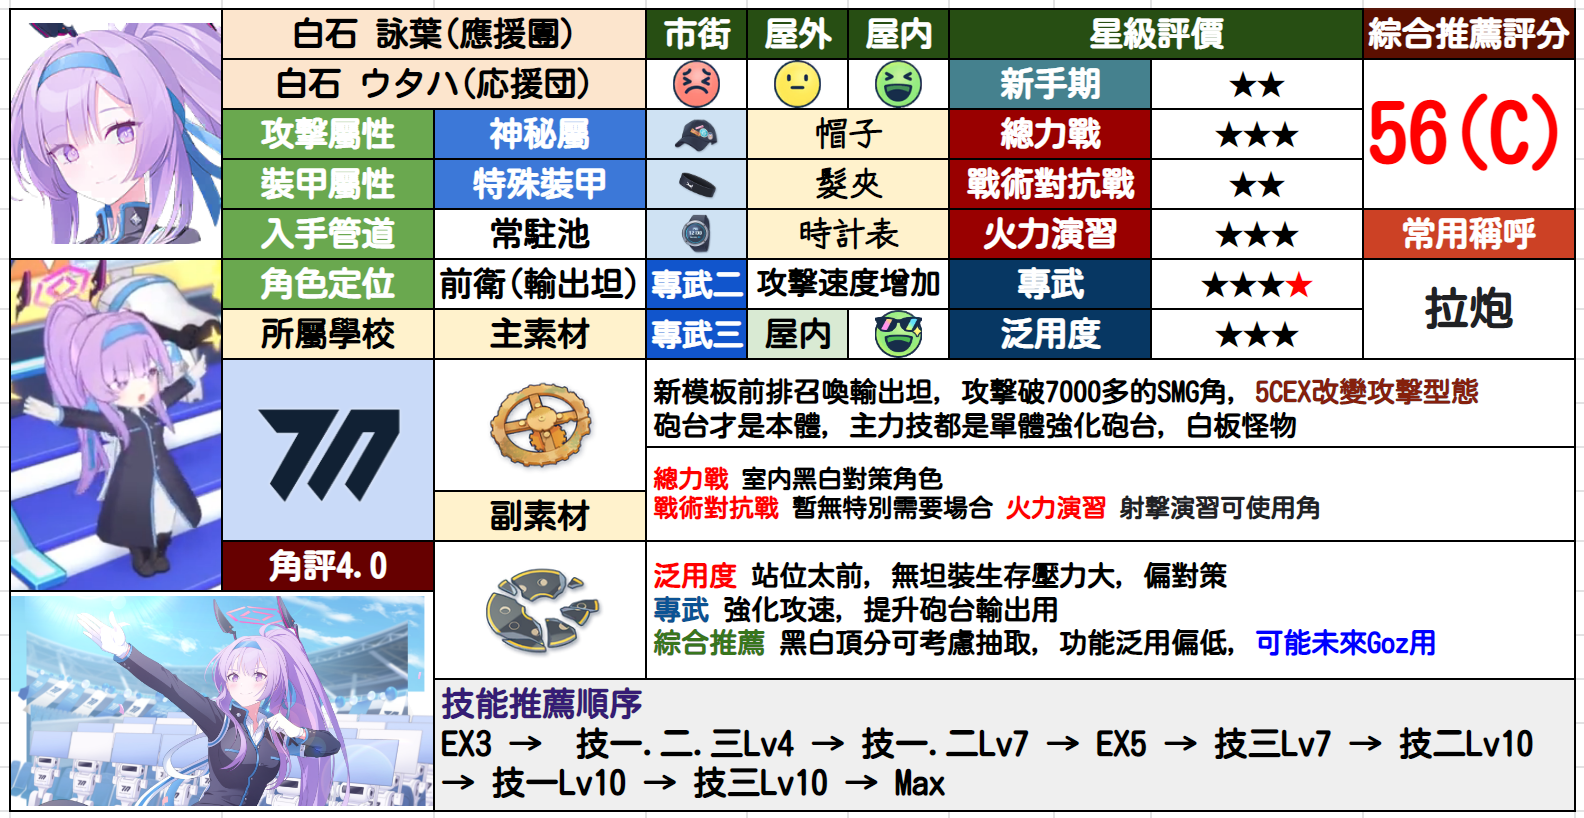 白石 詠葉(應援團)
市街
屋外
屋内
星級評價
綜合推薦評分
白石 ウタハ(応援団)
新手期
★★
56(C)
攻擊屬性
神秘屬
帽子
總力戰
★★★
裝甲屬性
特殊裝甲
髮夾
戰術對抗戰
★★
入手管道
常駐池
時計表
火力演習
★★★
常用稱呼
角色定位
前衛(輸出坦)
專武二
攻擊速度增加
專武
★★★★
拉炮
所屬學校
主素材
專武三
屋内
泛用度
★★★
新模板前排召喚輸出坦, 攻擊破7000多的SMG角, 5CEX改變攻擊型態
砲台才是本體, 主力技都是單體強化砲台, 白板怪物
總力戰 室内黑白對策角色
戰術對抗戰 暫無特別需要場合 火力演習 射擊演習可使用角
副素材
角評4.0
泛用度 站位太前, 無坦裝生存壓力大, 偏對策
專武 強化攻速, 提升砲台輸出用
綜合推薦 黑白頂分可考慮抽取, 功能泛用偏低, 可能未來Goz用
技能推薦順序
EX3 → 技一.二.三Lv4 → 技一.二Lv7 → EX5 → 技三Lv7 → 技二Lv10
→ 技一Lv10 → 技三Lv10 → Max